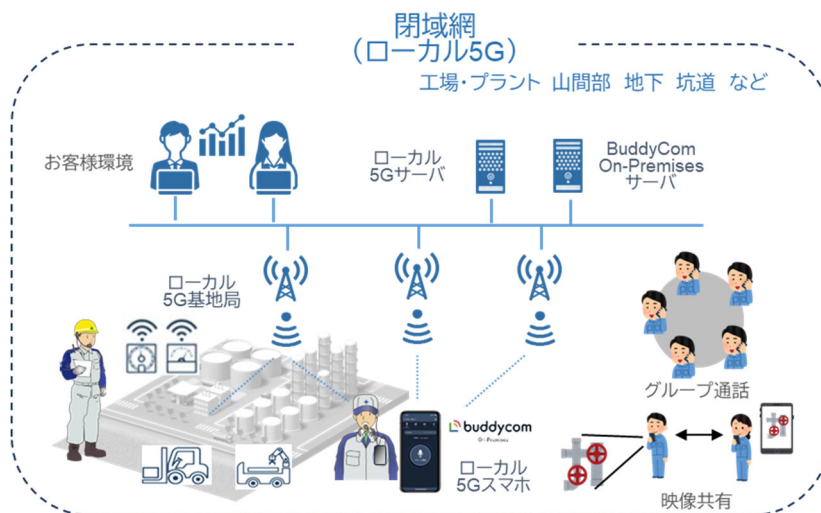 閉域網
（ローカル5G）
工場・プラント 山間部 地下 坑道 など
お客様環境
ローカル
5Gサーバ
BuddyCom
On-Premises
サーバ
ローカル
5G基地局
グループ通話
buddycom
On-Premises
ローカル
5Gスマホ
映像共有